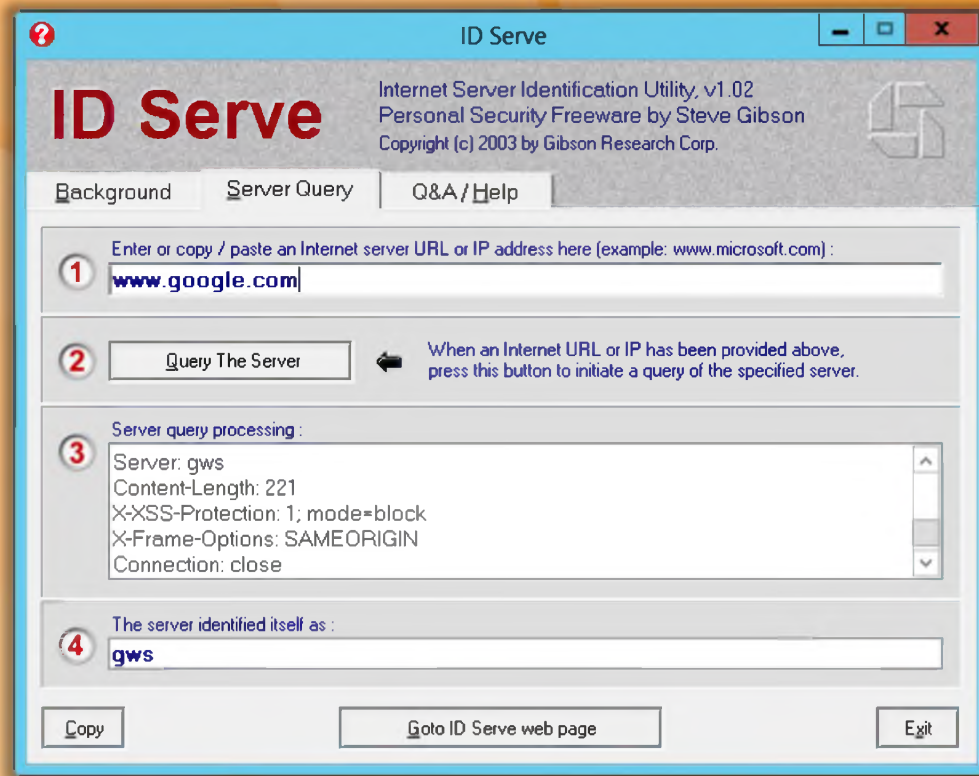 ID Serve
ID Serve
Internet Server Identification Utility, v1.02
Personal Security Freeware by Steve Gibson
Copyright (c) 2003 by Gibson Research Corp.
Background
Server Query
Q&A / Help
1
Enter or copy / paste an Internet server URL or IP address here (example: www.microsoft.com) :
www.google.com
2
Query The Server
When an Internet URL or IP has been provided above,
press this button to initiate a query of the specified server.
3
Server query processing :
Server: gws
Content-Length: 221
X-XSS-Protection: 1; mode=block
X-Frame-Options: SAMEORIGIN
Connection: close
4
The server identified itself as :
gws
Copy
Goto ID Serve web page
Exit